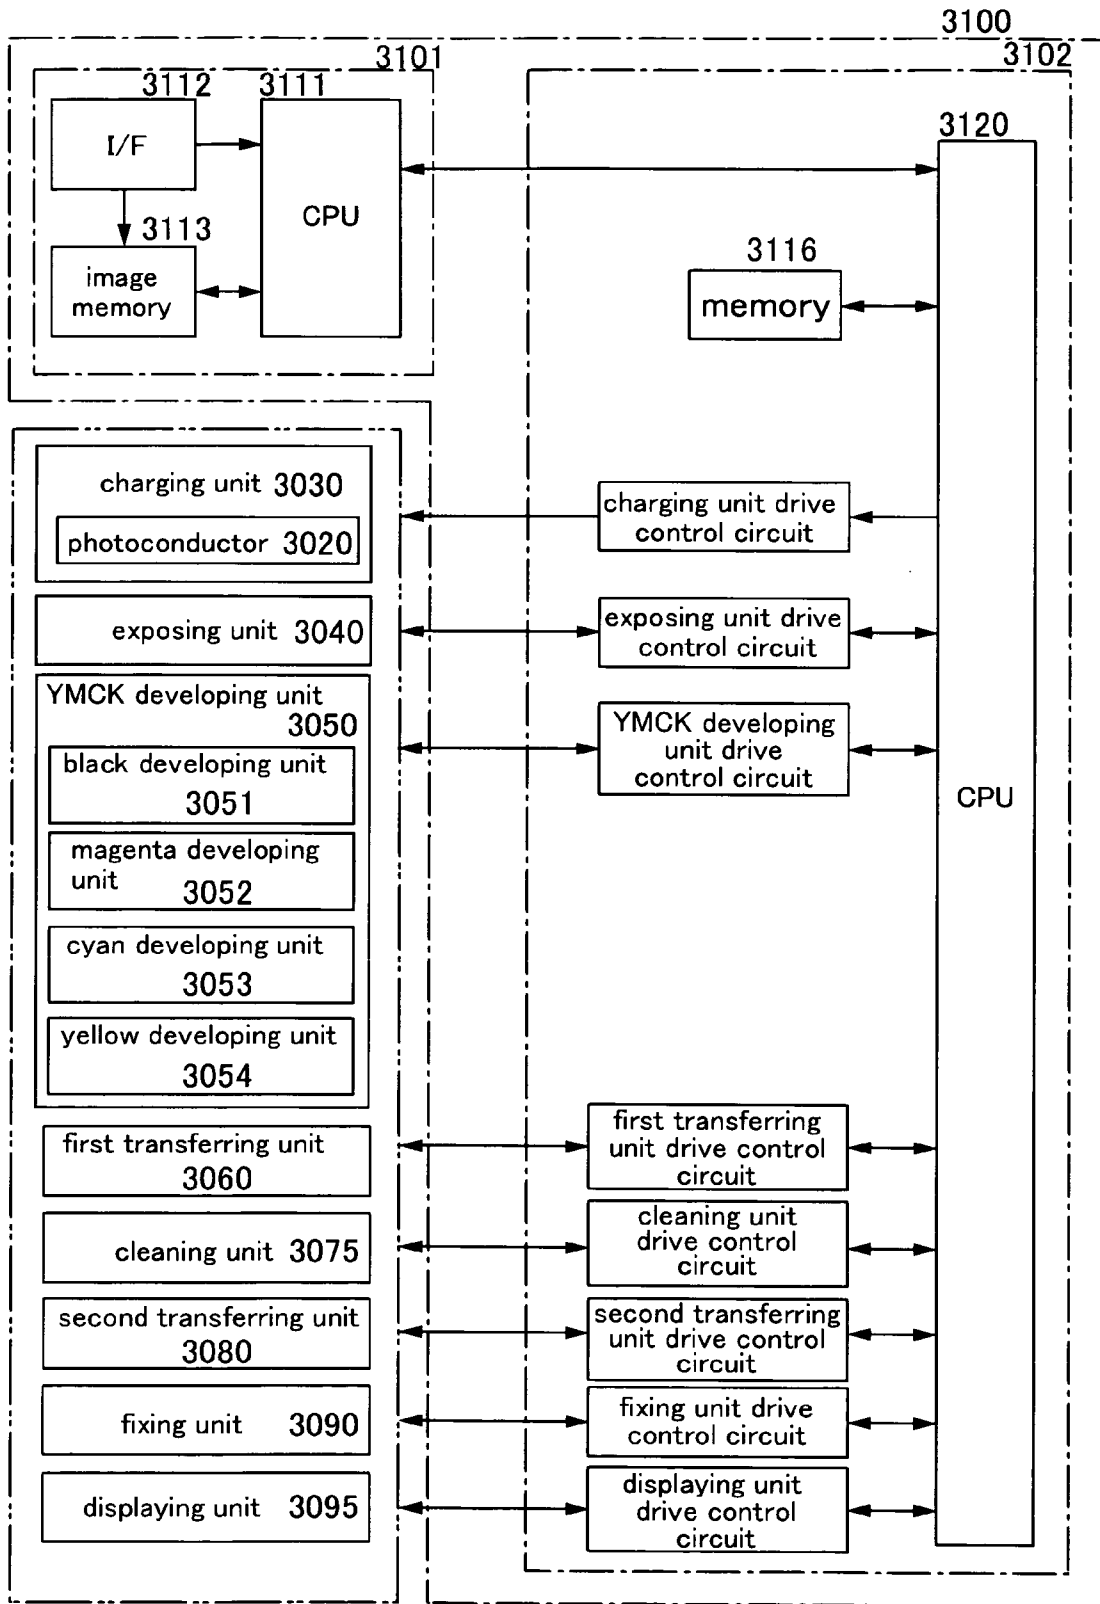 3100
3101
3102
3112
3111
I/F
CPU
3113
image
memory
3120
3116
memory
CPU
charging unit 3030
photoconductor 3020
exposing unit 3040
YMCK developing unit
3050
black developing unit
3051
magenta developing
unit
3052
cyan developing unit
3053
yellow developing unit
3054
first transferring unit
3060
cleaning unit 3075
second transferring unit
3080
fixing unit 3090
displaying unit 3095
charging unit drive
control circuit
exposing unit drive
control circuit
YMCK developing
unit drive
control circuit
first transferring
unit drive control
circuit
cleaning unit
drive control
circuit
second transferring
unit drive control
circuit
fixing unit drive
control circuit
displaying unit
drive control
circuit